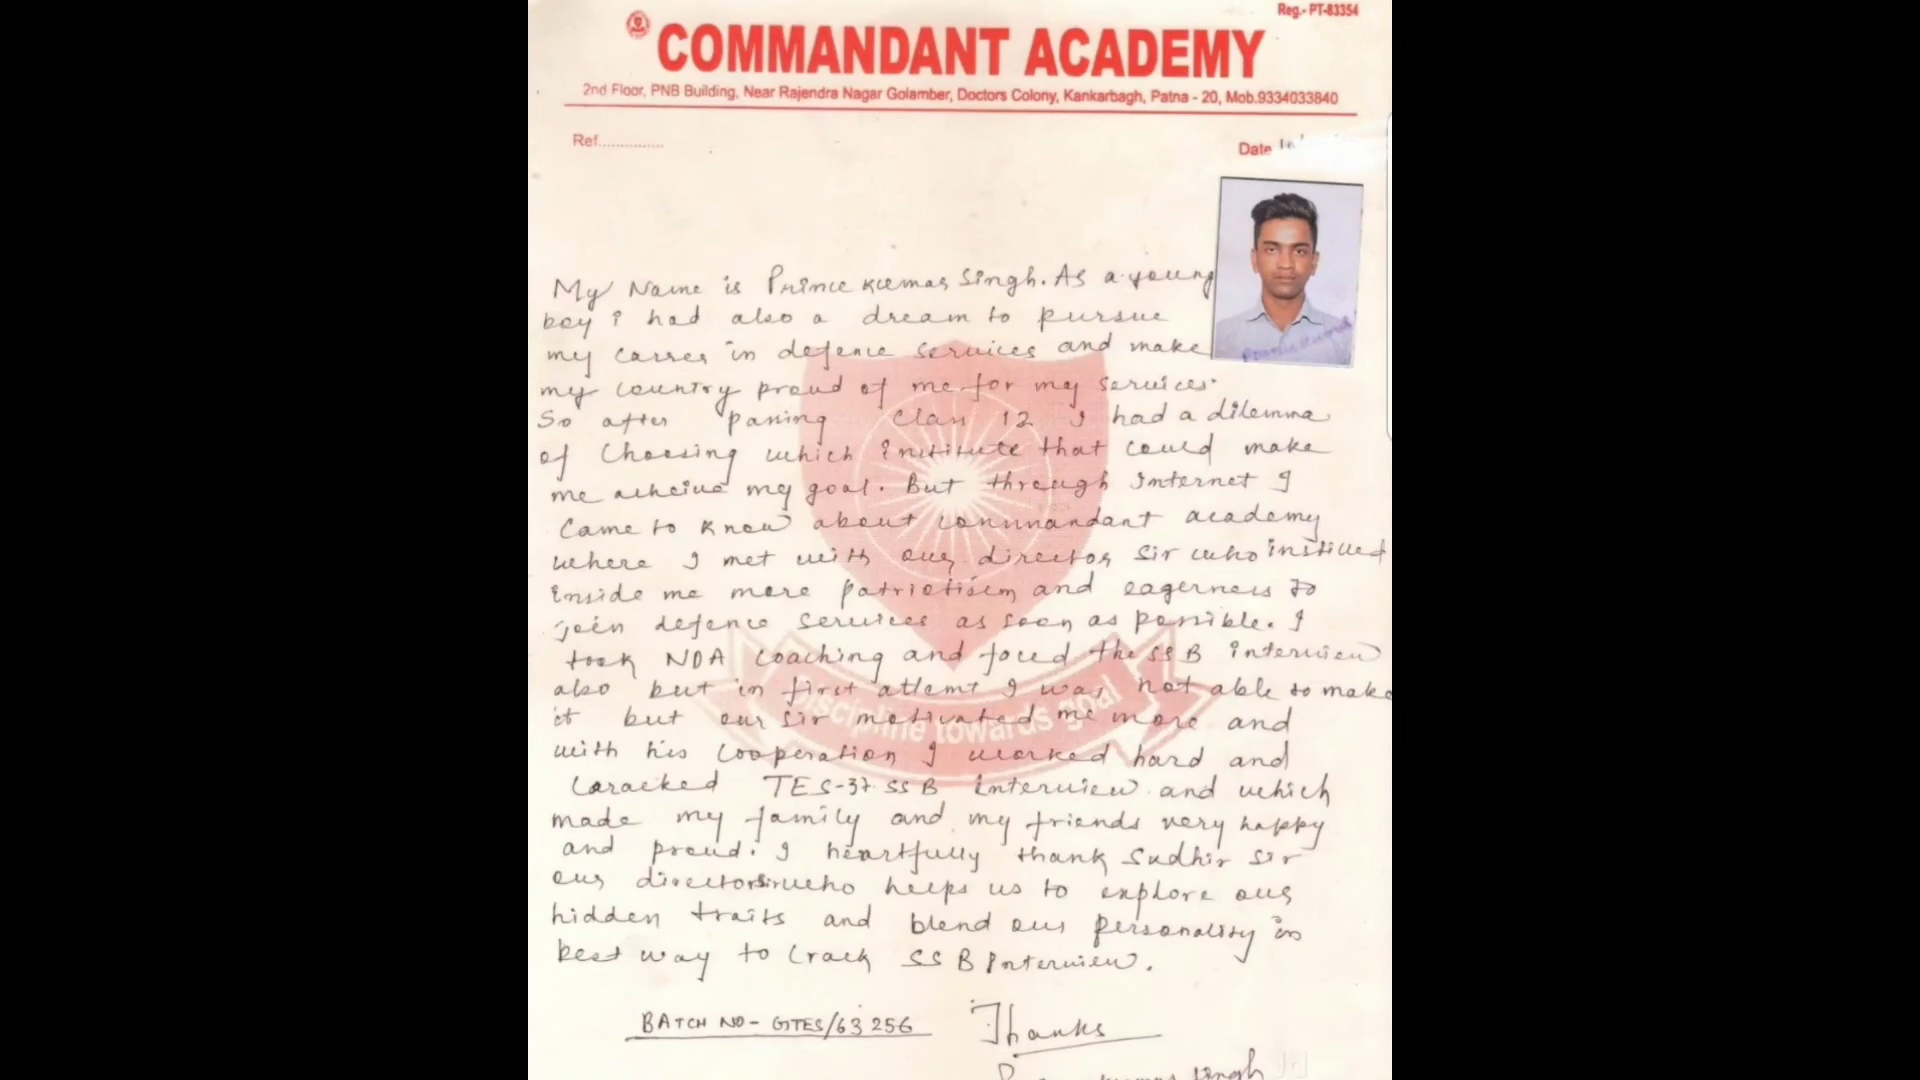 Reg.- PT-83354
COMMANDANT ACADEMY
2nd Floor, PNB Building, Near Rajendra Nagar Golamber, Doctors Colony, Kankarbagh, Patna - 20, Mob.9334033840
Ref...............
Date
My Name is Prince Kumar Singh. As a young
boy i had also a dream to pursue
my carrer in defence services and make
my country proud of me for my services.
So after passing Class 12 I had a dilemma
of Choosing which institute that could make
me acheive my goal. But through Internet I
Came to know about commandant academy
where I met with our director Sir who instilled
inside me more patriotism and eagerness to
join defence services as soon as possible. I
took NDA Coaching and faced the SSB interview
also but in first attemt I was not able to make
it but our sir motivated me more and
with his Cooperation I worked hard and
Caracked TES-37 SSB interview and which
made my family and my friends very happy
and proud. I heartfully thank Sudhir Sir
our director Sir who helps us to explore our
hidden traits and blend our personality in
best way to Crack SSB Interview.
Discipline towards goal
BATCH NO- GTES/63256
Thanks
Kumar Singh